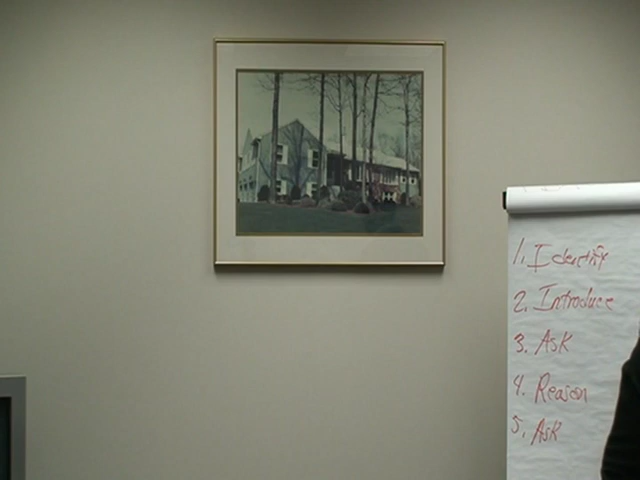 1. Identify
2. Introduce
3. Ask
4. Reason
5. Ask